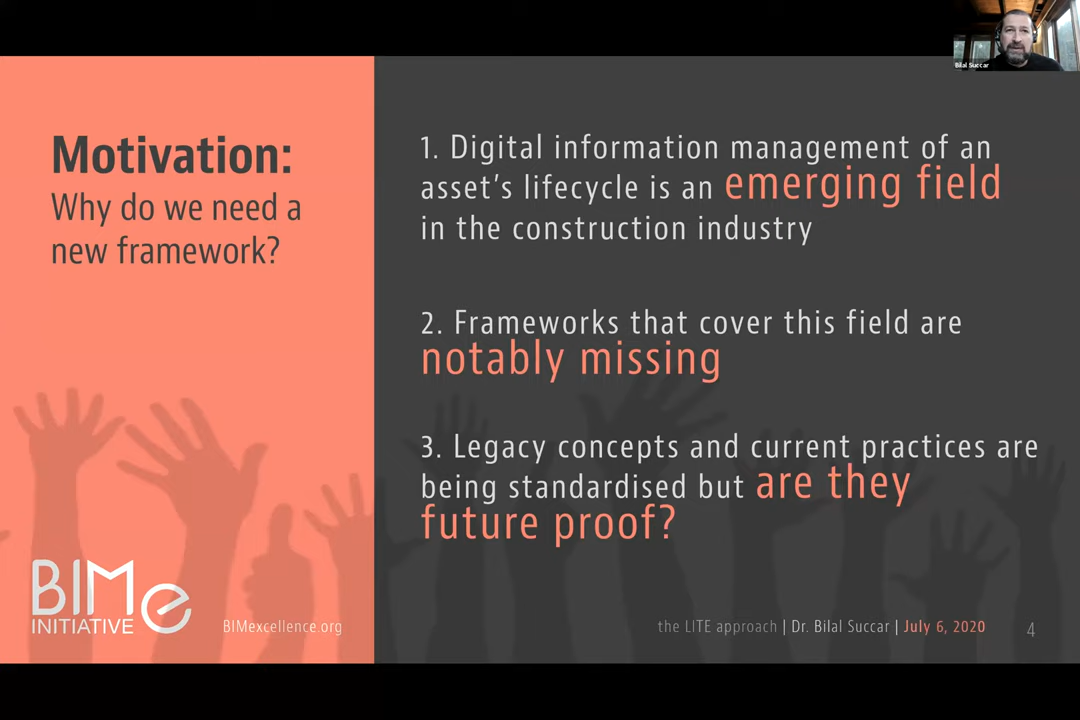 Bilal Succar
Motivation:
Why do we need a
new framework?
1. Digital information management of an
asset's lifecycle is an emerging field
in the construction industry
2. Frameworks that cover this field are
notably missing
3. Legacy concepts and current practices are
being standardised but are they
future proof?
BIMe
INITIATIVE
BIMexcellence.org
the LITE approach | Dr. Bilal Succar | July 6, 2020
4